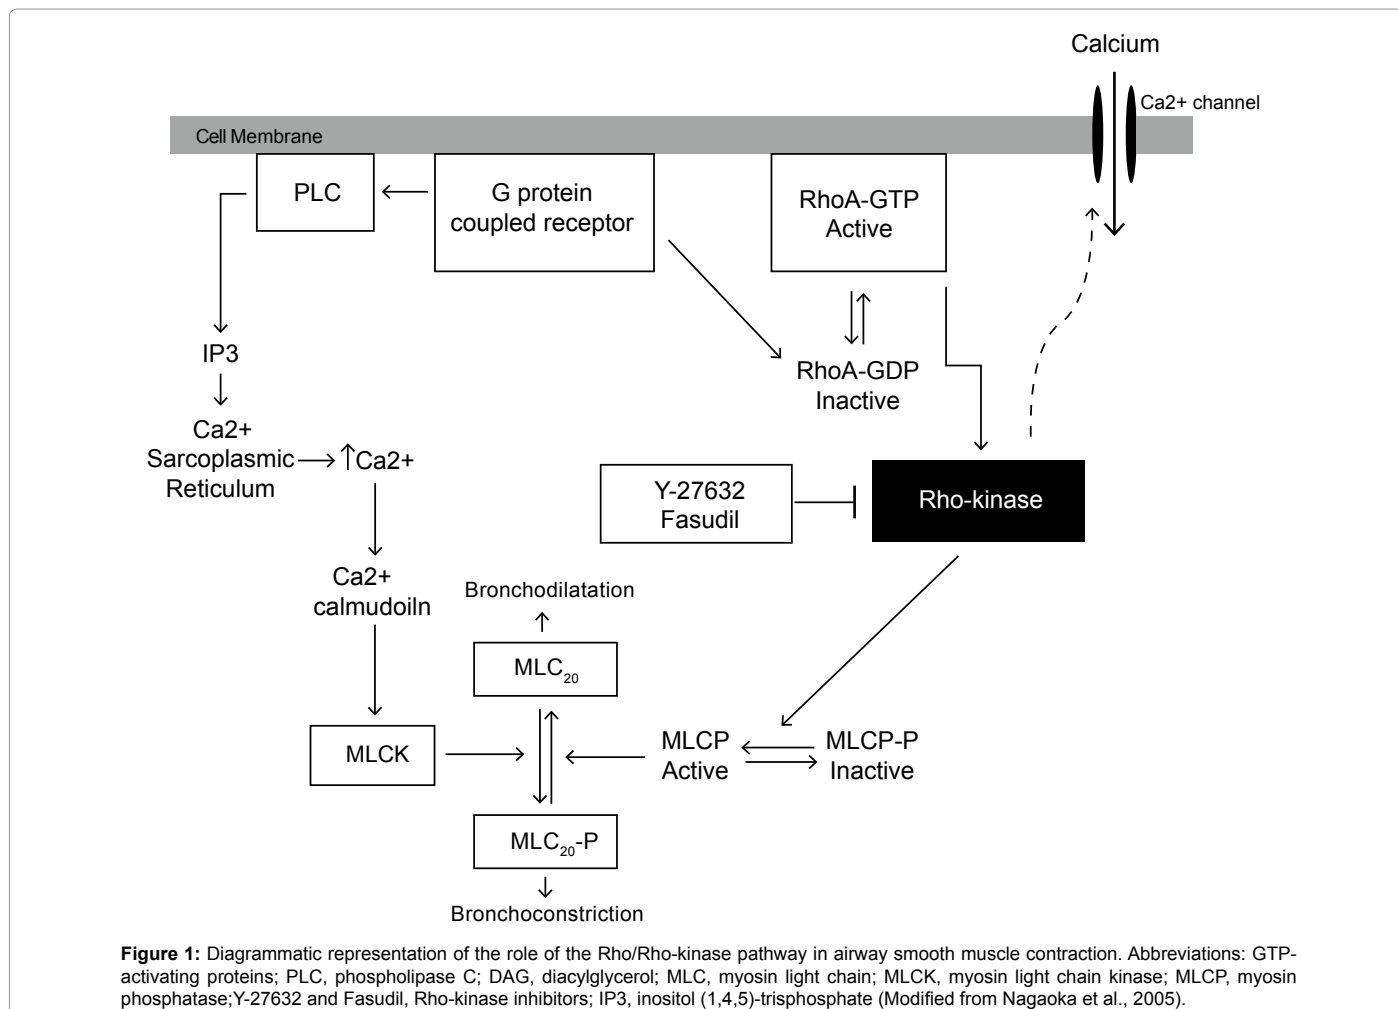 Calcium
Ca2+ channel
Cell Membrane
PLC
G protein
coupled receptor
RhoA-GTP
Active
IP3
RhoA-GDP
Inactive
Ca2+
Sarcoplasmic
Reticulum
↑Ca2+
Y-27632
Fasudil
Rho-kinase
Ca2+
calmudoiln
Bronchodilatation
MLC₂₀
MLCK
MLCP
Active
MLCP-P
Inactive
MLC₂₀-P
Bronchoconstriction
Figure 1: Diagrammatic representation of the role of the Rho/Rho-kinase pathway in airway smooth muscle contraction. Abbreviations: GTP-
activating proteins; PLC, phospholipase C; DAG, diacylglycerol; MLC, myosin light chain; MLCK, myosin light chain kinase; MLCP, myosin
phosphatase;Y-27632 and Fasudil, Rho-kinase inhibitors; IP3, inositol (1,4,5)-trisphosphate (Modified from Nagaoka et al., 2005).